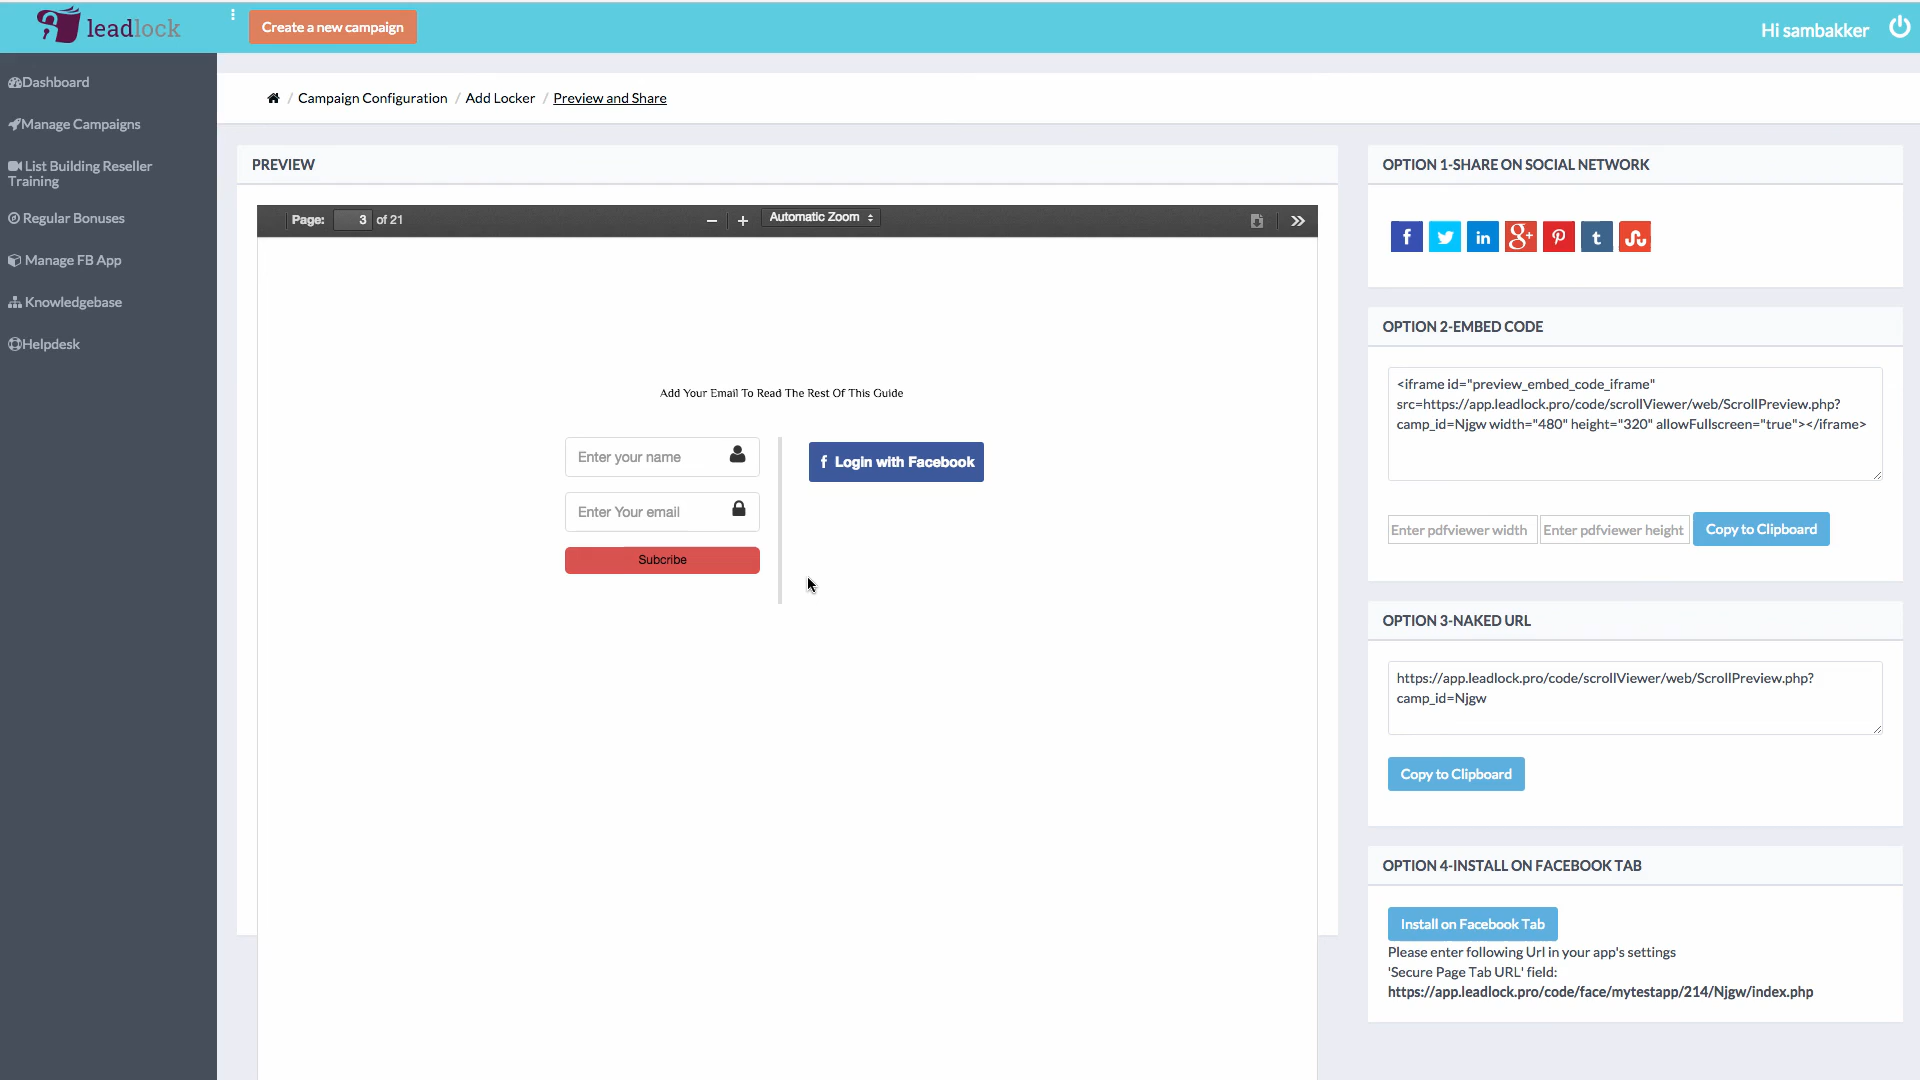 leadlock
Create a new campaign
Hi sambakker
Dashboard
Manage Campaigns
List Building Reseller
Training
Regular Bonuses
Manage FB App
Knowledgebase
Helpdesk
/ Campaign Configuration / Add Locker / Preview and Share
PREVIEW
Page: 3 of 21
Automatic Zoom
Add Your Email To Read The Rest Of This Guide
Enter your name
Enter Your email
Subcribe
f Login with Facebook
OPTION 1-SHARE ON SOCIAL NETWORK
OPTION 2-EMBED CODE
<iframe id="preview_embed_code_iframe"
src=https://app.leadlock.pro/code/scrollViewer/web/ScrollPreview.php?
camp_id=Njgw width="480" height="320" allowFullscreen="true"></iframe>
Enter pdfviewer width Enter pdfviewer height Copy to Clipboard
OPTION 3-NAKED URL
https://app.leadlock.pro/code/scrollViewer/web/ScrollPreview.php?
camp_id=Njgw
Copy to Clipboard
OPTION 4-INSTALL ON FACEBOOK TAB
Install on Facebook Tab
Please enter following Url in your app's settings
'Secure Page Tab URL' field:
https://app.leadlock.pro/code/face/mytestapp/214/Njgw/index.php